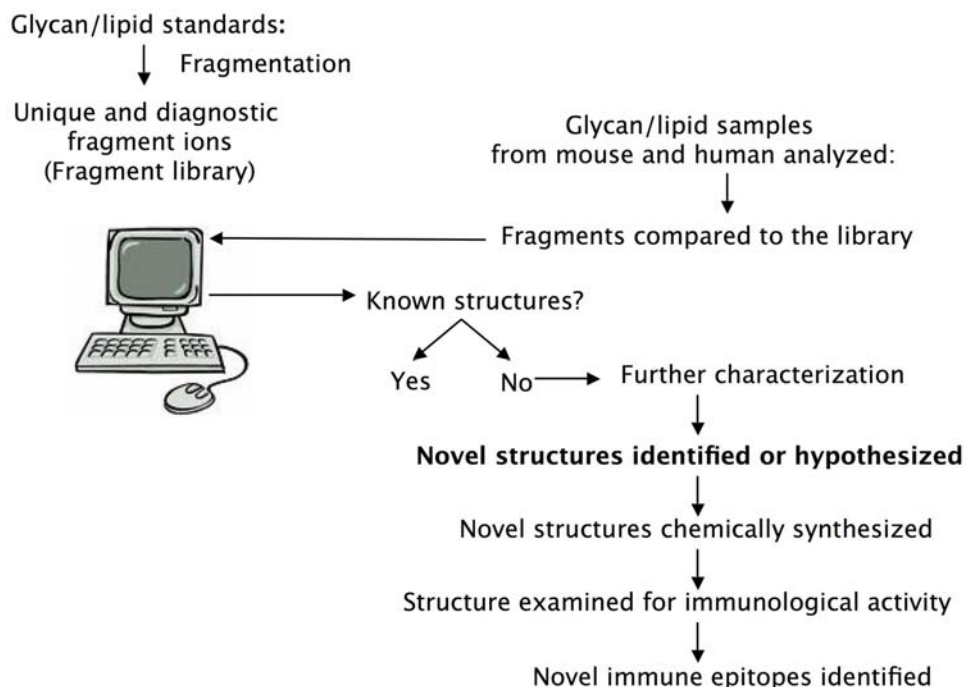 Glycan/lipid standards:
Fragmentation
Unique and diagnostic
fragment ions
(Fragment library)
Glycan/lipid samples
from mouse and human analyzed:
Fragments compared to the library
Known structures?
Yes
No
Further characterization
Novel structures identified or hypothesized
Novel structures chemically synthesized
Structure examined for immunological activity
Novel immune epitopes identified